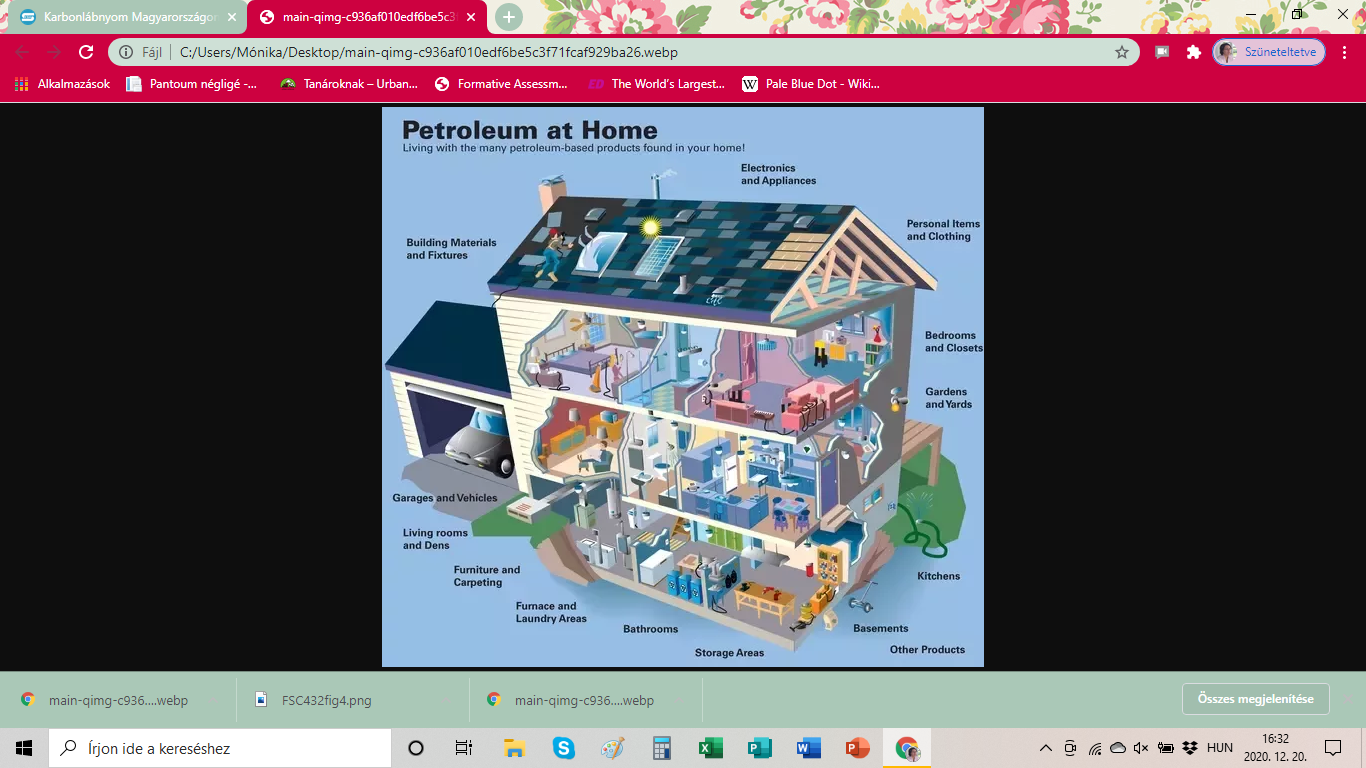 Karbonlábnyom Magyarországon
main-qimg-c936af010edf6be5c3f
Fájl
C:/Users/Mónika/Desktop/main-qimg-c936af010edf6be5c3f71fcaf929ba26.webp
Szüneteltetve
Alkalmazások
Pantoum négligé -...
Tanároknak – Urban...
Formative Assessm...
ED
The World's Largest...
W
Pale Blue Dot - Wiki...
Petroleum at Home
Living with the many petroleum-based products found in your home!
Electronics
and Appliances
Personal Items
and Clothing
Building Materials
and Fixtures
Bedrooms
and Closets
Gardens
and Yards
Garages and Vehicles
Living rooms
and Dens
Furniture and
Carpeting
Kitchens
Furnace and
Laundry Areas
Bathrooms
Basements
Storage Areas
Other Products
main-qimg-c936....webp
FSC432fig4.png
main-qimg-c936....webp
Összes megjelenítése
Írjon ide a kereséshez
HUN
16:32
2020. 12. 20.